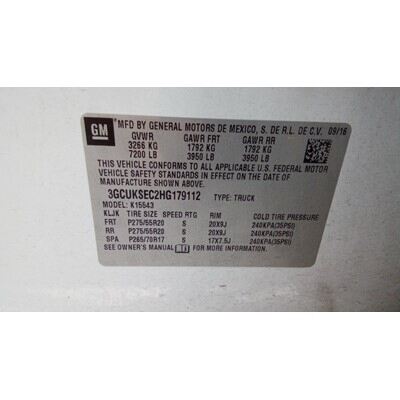 GM
MFD BY GENERAL MOTORS DE MEXICO, S. DE R.L. DE C.V. 09/16
GVWR GAWR FRT GAWR RR
3266 KG 1792 KG 1792 KG
7200 LB 3950 LB 3950 LB
THIS VEHICLE CONFORMS TO ALL APPLICABLE U.S. FEDERAL MOTOR
VEHICLE SAFETY AND THEFT PREVENTION STANDARDS IN EFFECT ON THE DATE OF
MANUFACTURE SHOWN ABOVE.
3GCUKSEC2HG179112 TYPE: TRUCK
MODEL: K15543
KLJK TIRE SIZE SPEED RTG RIM COLD TIRE PRESSURE
FRT P275/55R20 S 20X9J 240KPA(35PSI)
RR P275/55R20 S 20X9J 240KPA(35PSI)
SPA P265/70R17 S 17X7.5J 240KPA(35PSI)
SEE OWNER'S MANUAL FOR MORE INFORMATION.